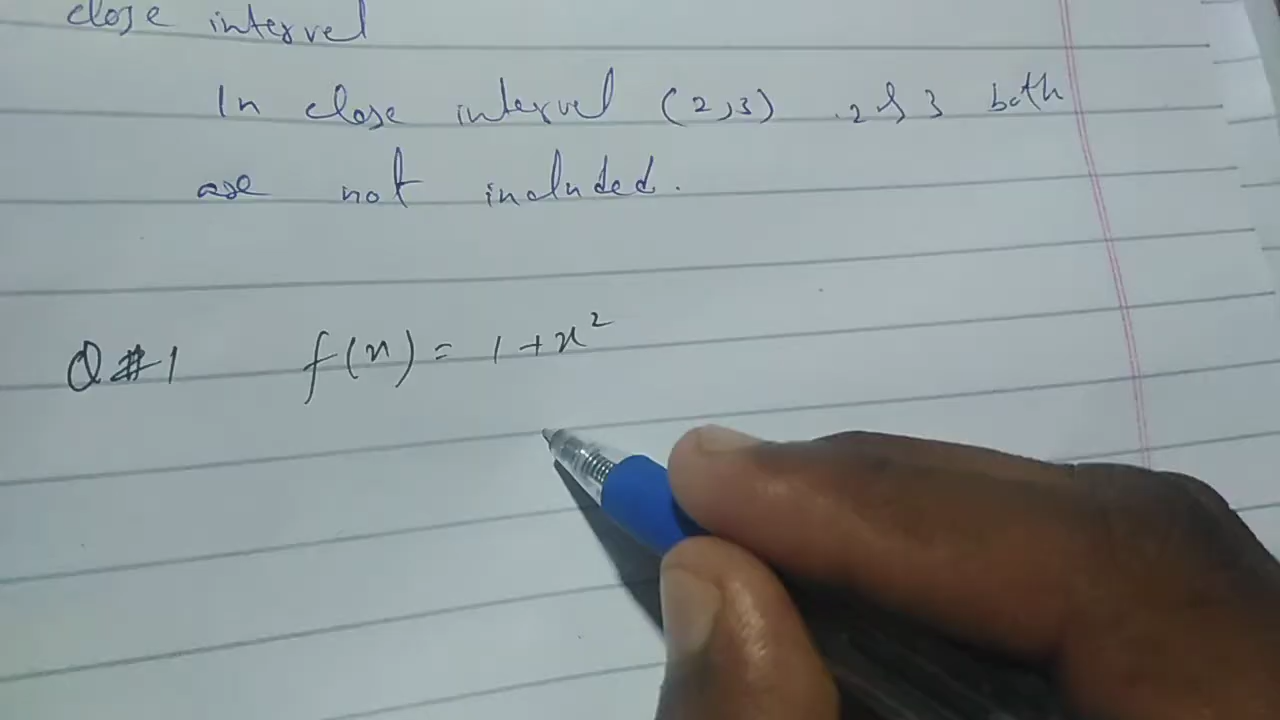 close interval
In close interval (2,3) .2 & 3 both
are not included.
Q#1 f(x) = 1+x²